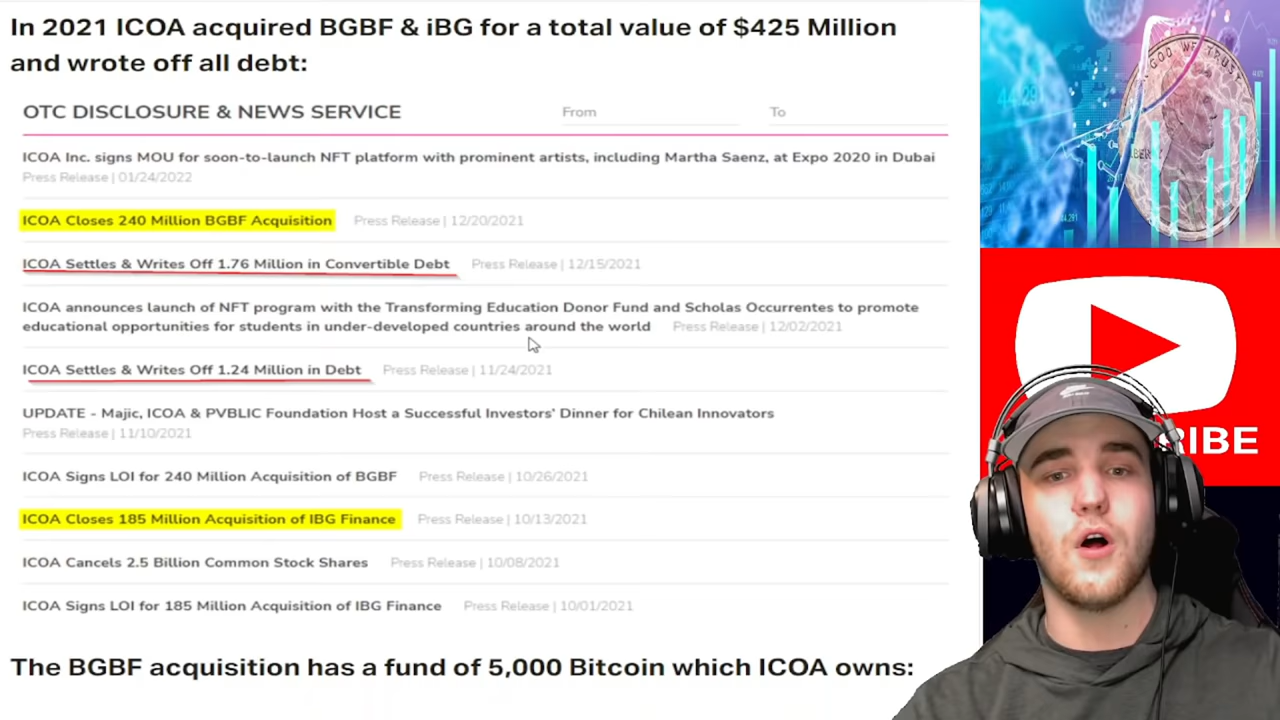 In 2021 ICOA acquired BGBF & iBG for a total value of $425 Million
and wrote off all debt:
OTC DISCLOSURE & NEWS SERVICE From To
ICOA Inc. signs MOU for soon-to-launch NFT platform with prominent artists, including Martha Saenz, at Expo 2020 in Dubai
Press Release | 01/24/2022
ICOA Closes 240 Million BGBF Acquisition Press Release | 12/20/2021
ICOA Settles & Writes Off 1.76 Million in Convertible Debt Press Release | 12/15/2021
ICOA announces launch of NFT program with the Transforming Education Donor Fund and Scholas Occurrentes to promote
educational opportunities for students in under-developed countries around the world Press Release | 12/02/2021
ICOA Settles & Writes Off 1.24 Million in Debt Press Release | 11/24/2021
UPDATE - Majic, ICOA & PVBLIC Foundation Host a Successful Investors' Dinner for Chilean Innovators
Press Release | 11/10/2021
ICOA Signs LOI for 240 Million Acquisition of BGBF Press Release | 10/26/2021
ICOA Closes 185 Million Acquisition of IBG Finance Press Release | 10/13/2021
ICOA Cancels 2.5 Billion Common Stock Shares Press Release | 10/08/2021
ICOA Signs LOI for 185 Million Acquisition of IBG Finance Press Release | 10/01/2021
The BGBF acquisition has a fund of 5,000 Bitcoin which ICOA owns:
44.291
RIBE